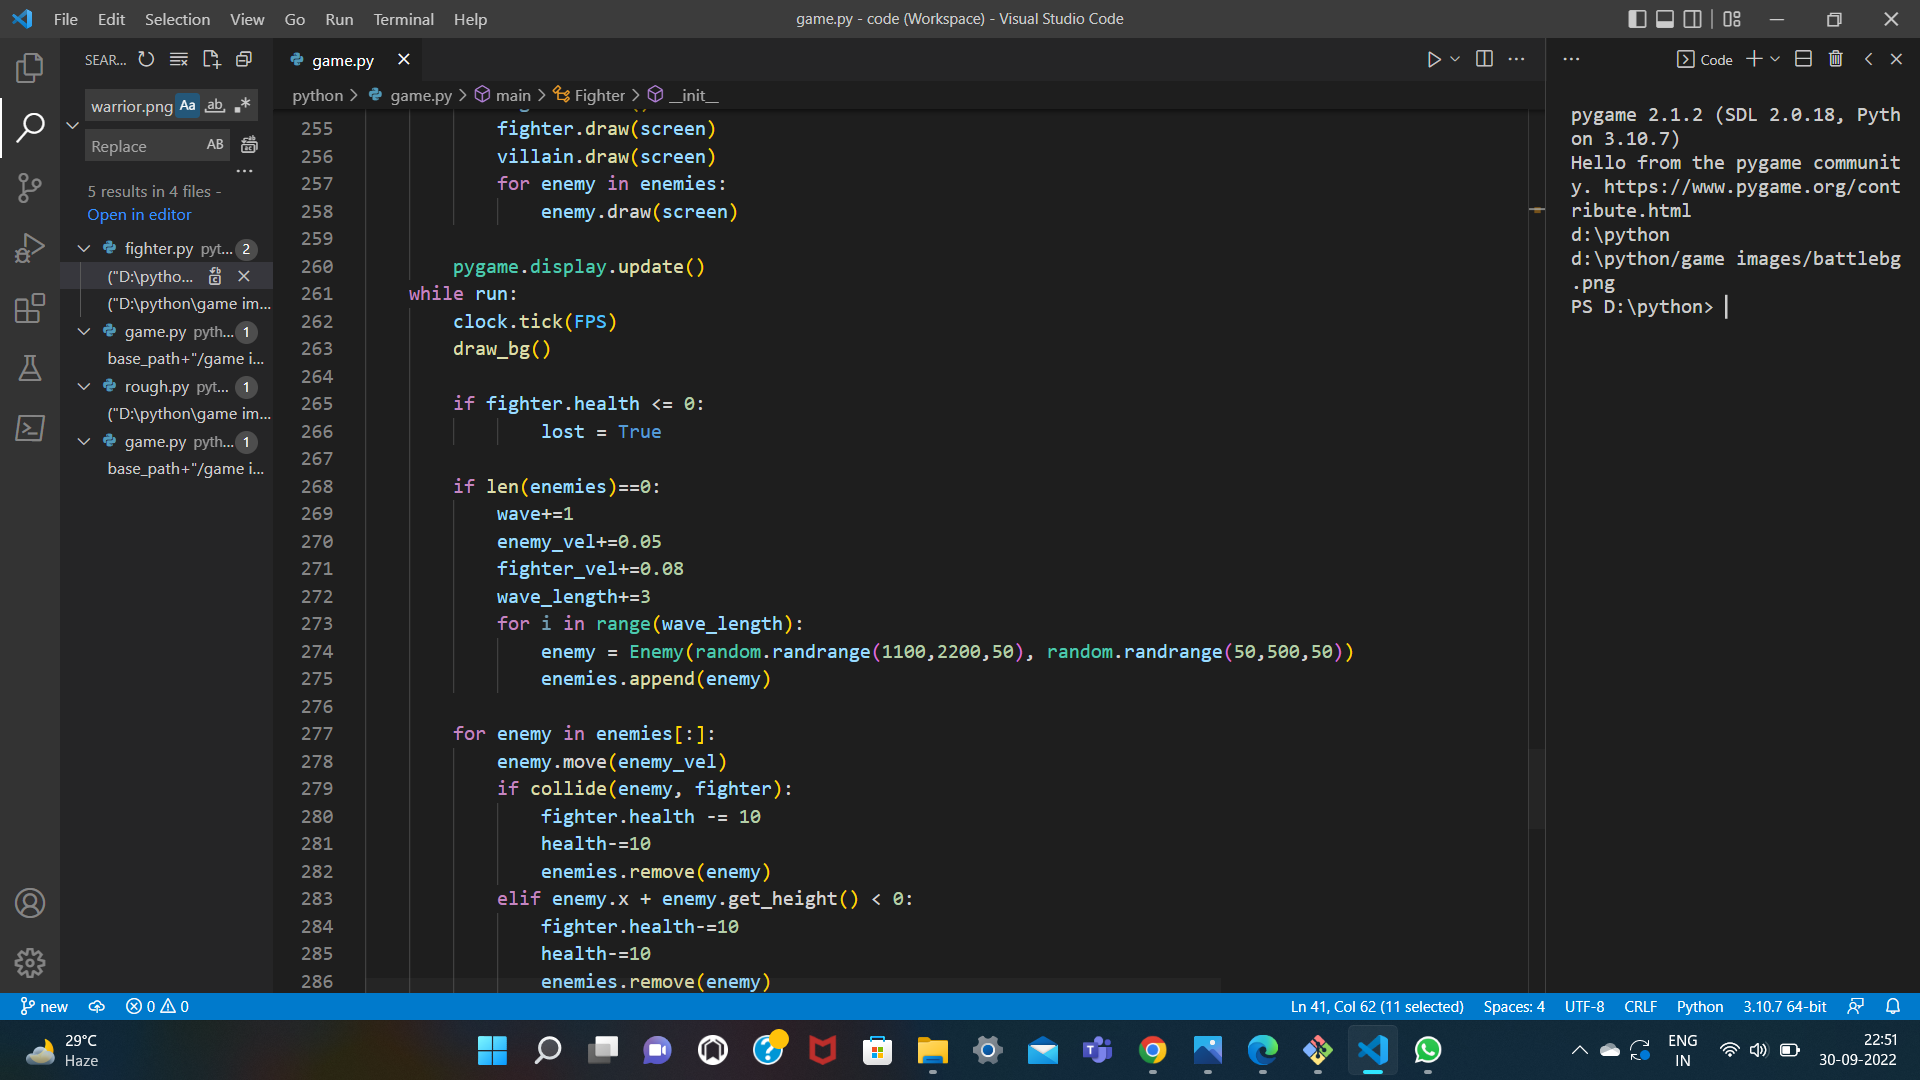 File Edit Selection View Go Run Terminal Help
game.py - code (Workspace) - Visual Studio Code
SEAR...
game.py
Code
warrior.png Aa ab .*
Replace AB
5 results in 4 files -
Open in editor
fighter.py pyt... 2
("D:\pytho...
("D:\python\game im...
game.py pyth... 1
base_path+"/game i...
rough.py pyt... 1
("D:\python\game im...
game.py pyth... 1
base_path+"/game i...
python > game.py > main > Fighter > __init__
255 fighter.draw(screen)
256 villain.draw(screen)
257 for enemy in enemies:
258 enemy.draw(screen)
259
260 pygame.display.update()
261 while run:
262 clock.tick(FPS)
263 draw_bg()
264
265 if fighter.health <= 0:
266 lost = True
267
268 if len(enemies)==0:
269 wave+=1
270 enemy_vel+=0.05
271 fighter_vel+=0.08
272 wave_length+=3
273 for i in range(wave_length):
274 enemy = Enemy(random.randrange(1100,2200,50), random.randrange(50,500,50))
275 enemies.append(enemy)
276
277 for enemy in enemies[:]:
278 enemy.move(enemy_vel)
279 if collide(enemy, fighter):
280 fighter.health -= 10
281 health-=10
282 enemies.remove(enemy)
283 elif enemy.x + enemy.get_height() < 0:
284 fighter.health-=10
285 health-=10
286 enemies.remove(enemy)
pygame 2.1.2 (SDL 2.0.18, Pyth
on 3.10.7)
Hello from the pygame communit
y. https://www.pygame.org/cont
ribute.html
d:\python
d:\python/game images/battlebg
.png
PS D:\python>
new 0 0
Ln 41, Col 62 (11 selected) Spaces: 4 UTF-8 CRLF Python 3.10.7 64-bit
29°C
Haze
ENG
IN
22:51
30-09-2022